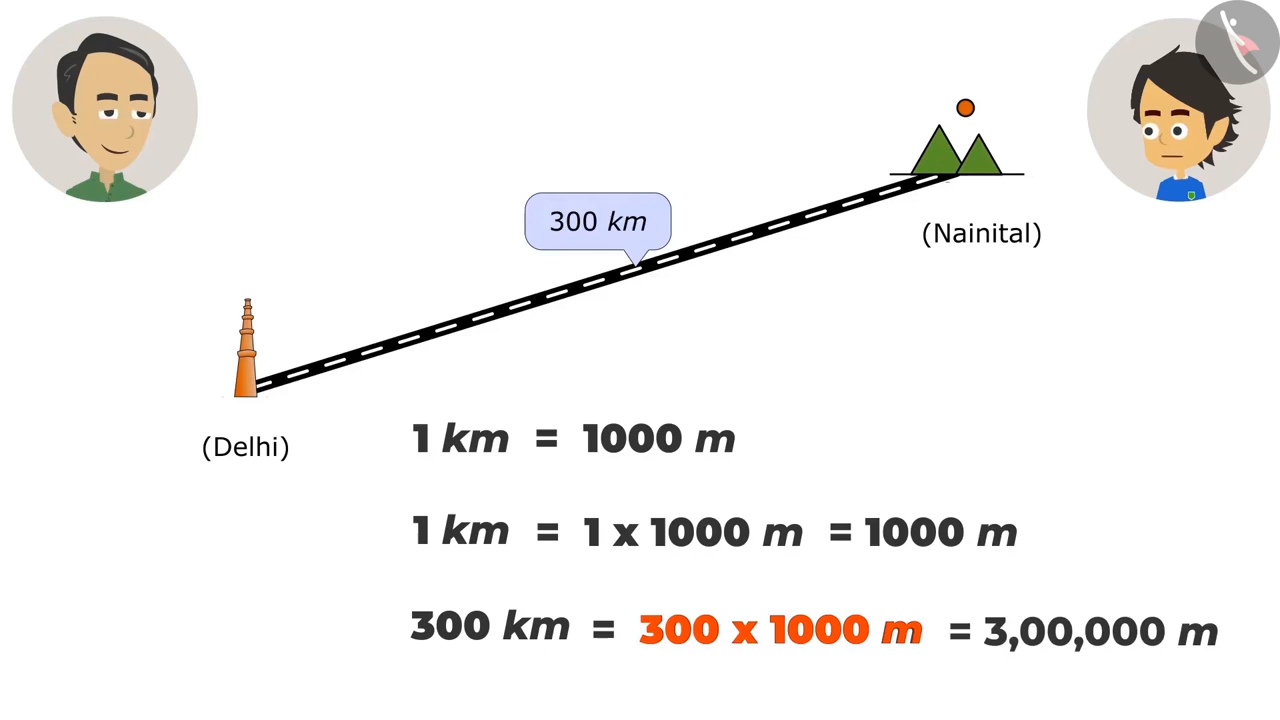 300 km
(Nainital)
(Delhi)
1 km = 1000 m
1 km = 1 x 1000 m = 1000 m
300 km = 300 x 1000 m = 3,00,000 m